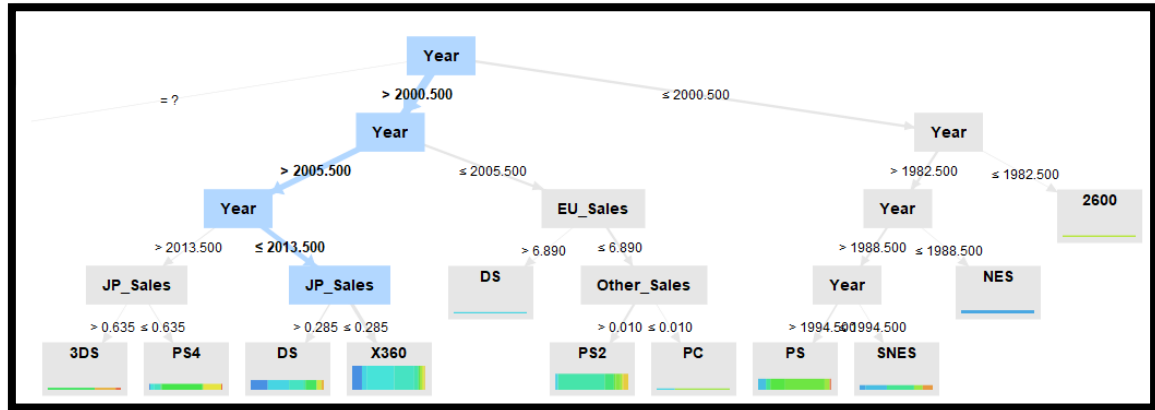 Year
= ?
> 2000.500
≤ 2000.500
Year
Year
> 2005.500
≤ 2005.500
> 1982.500
≤ 1982.500
Year
EU_Sales
Year
2600
> 2013.500
≤ 2013.500
> 6.890
≤ 6.890
> 1988.500
≤ 1988.500
JP_Sales
JP_Sales
DS
Other_Sales
Year
NES
> 0.635
≤ 0.635
> 0.285
≤ 0.285
> 0.010
≤ 0.010
> 1994.500
≤ 1994.500
3DS
PS4
DS
X360
PS2
PC
PS
SNES